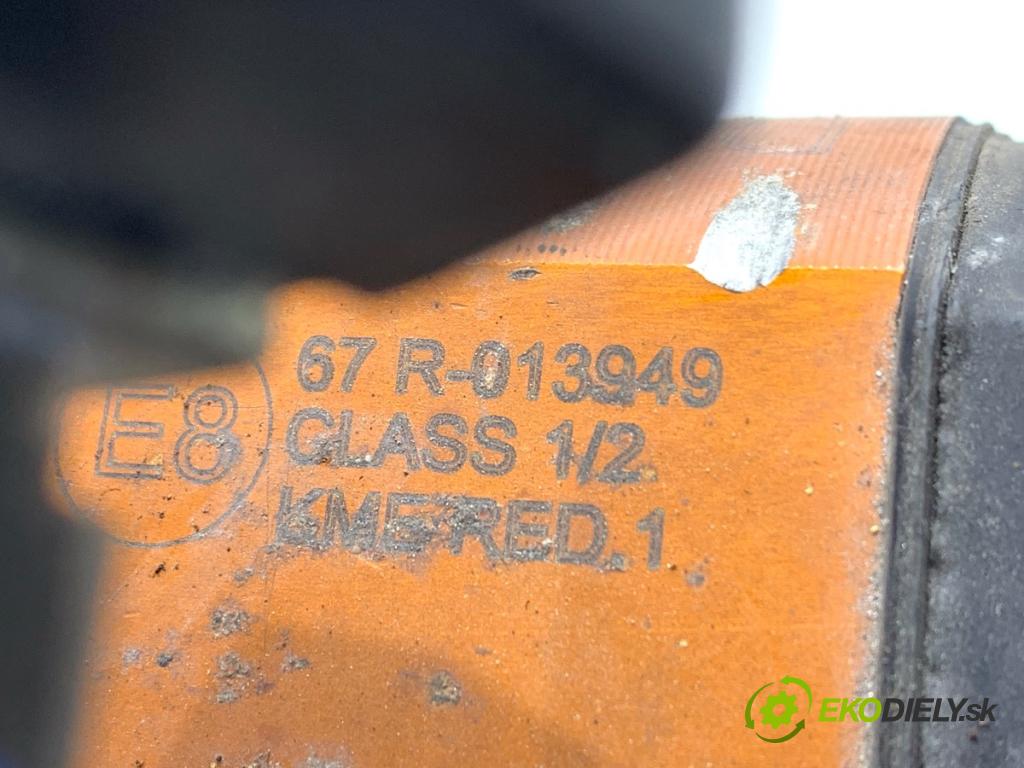 67 R-013949
E8
CLASS 1/2
KME RED.1
EKODIELY.sk